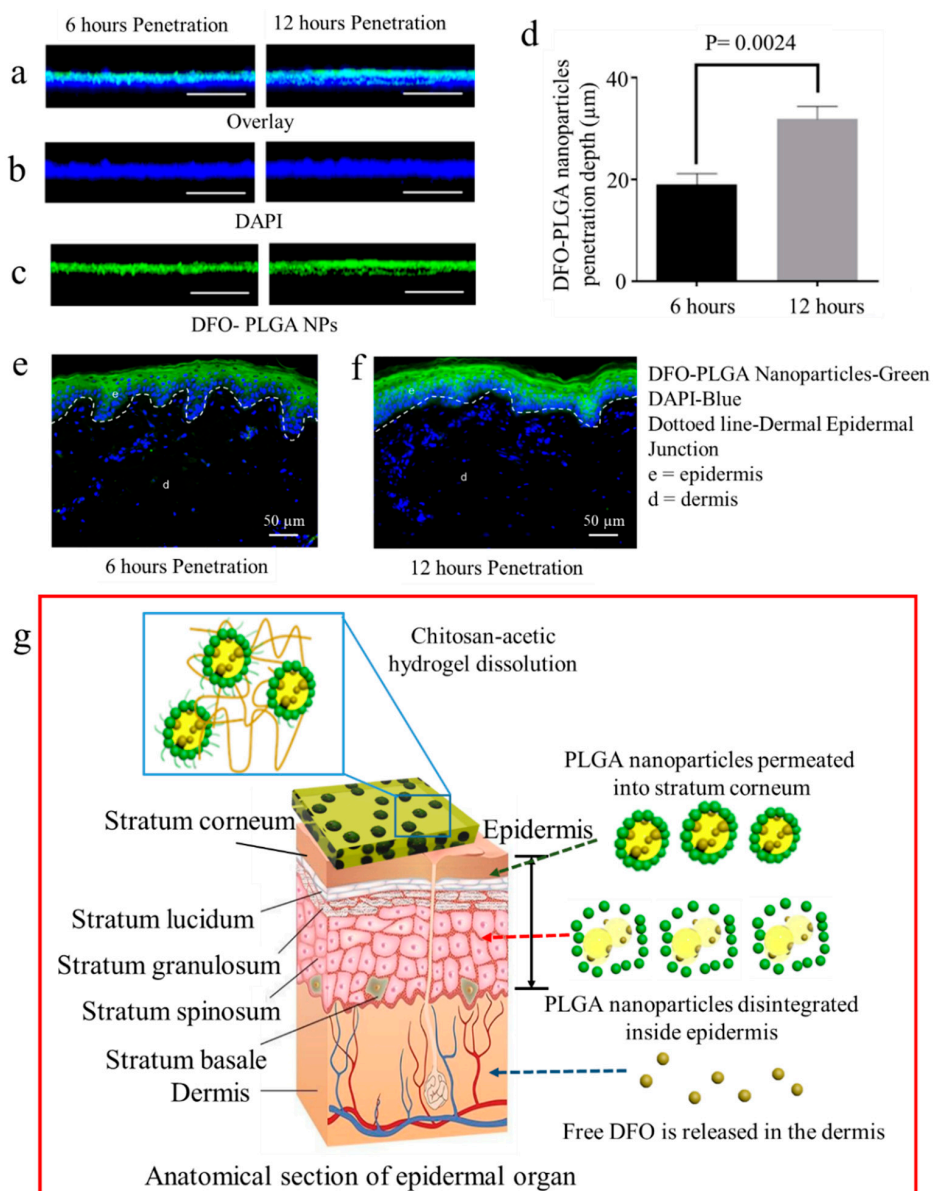 6 hours Penetration
12 hours Penetration
a
Overlay
b
DAPI
c
DFO- PLGA NPs
d
P= 0.0024
DFO-PLGA nanoparticles
penetration depth (µm)
40
20
0
6 hours
12 hours
e
e
d
50 µm
6 hours Penetration
f
e
d
50 µm
12 hours Penetration
DFO-PLGA Nanoparticles-Green
DAPI-Blue
Dottoed line-Dermal Epidermal
Junction
e = epidermis
d = dermis
g
Chitosan-acetic
hydrogel dissolution
PLGA nanoparticles permeated
into stratum corneum
Stratum corneum
Epidermis
Stratum lucidum
Stratum granulosum
Stratum spinosum
Stratum basale
Dermis
PLGA nanoparticles disintegrated
inside epidermis
Free DFO is released in the dermis
Anatomical section of epidermal organ